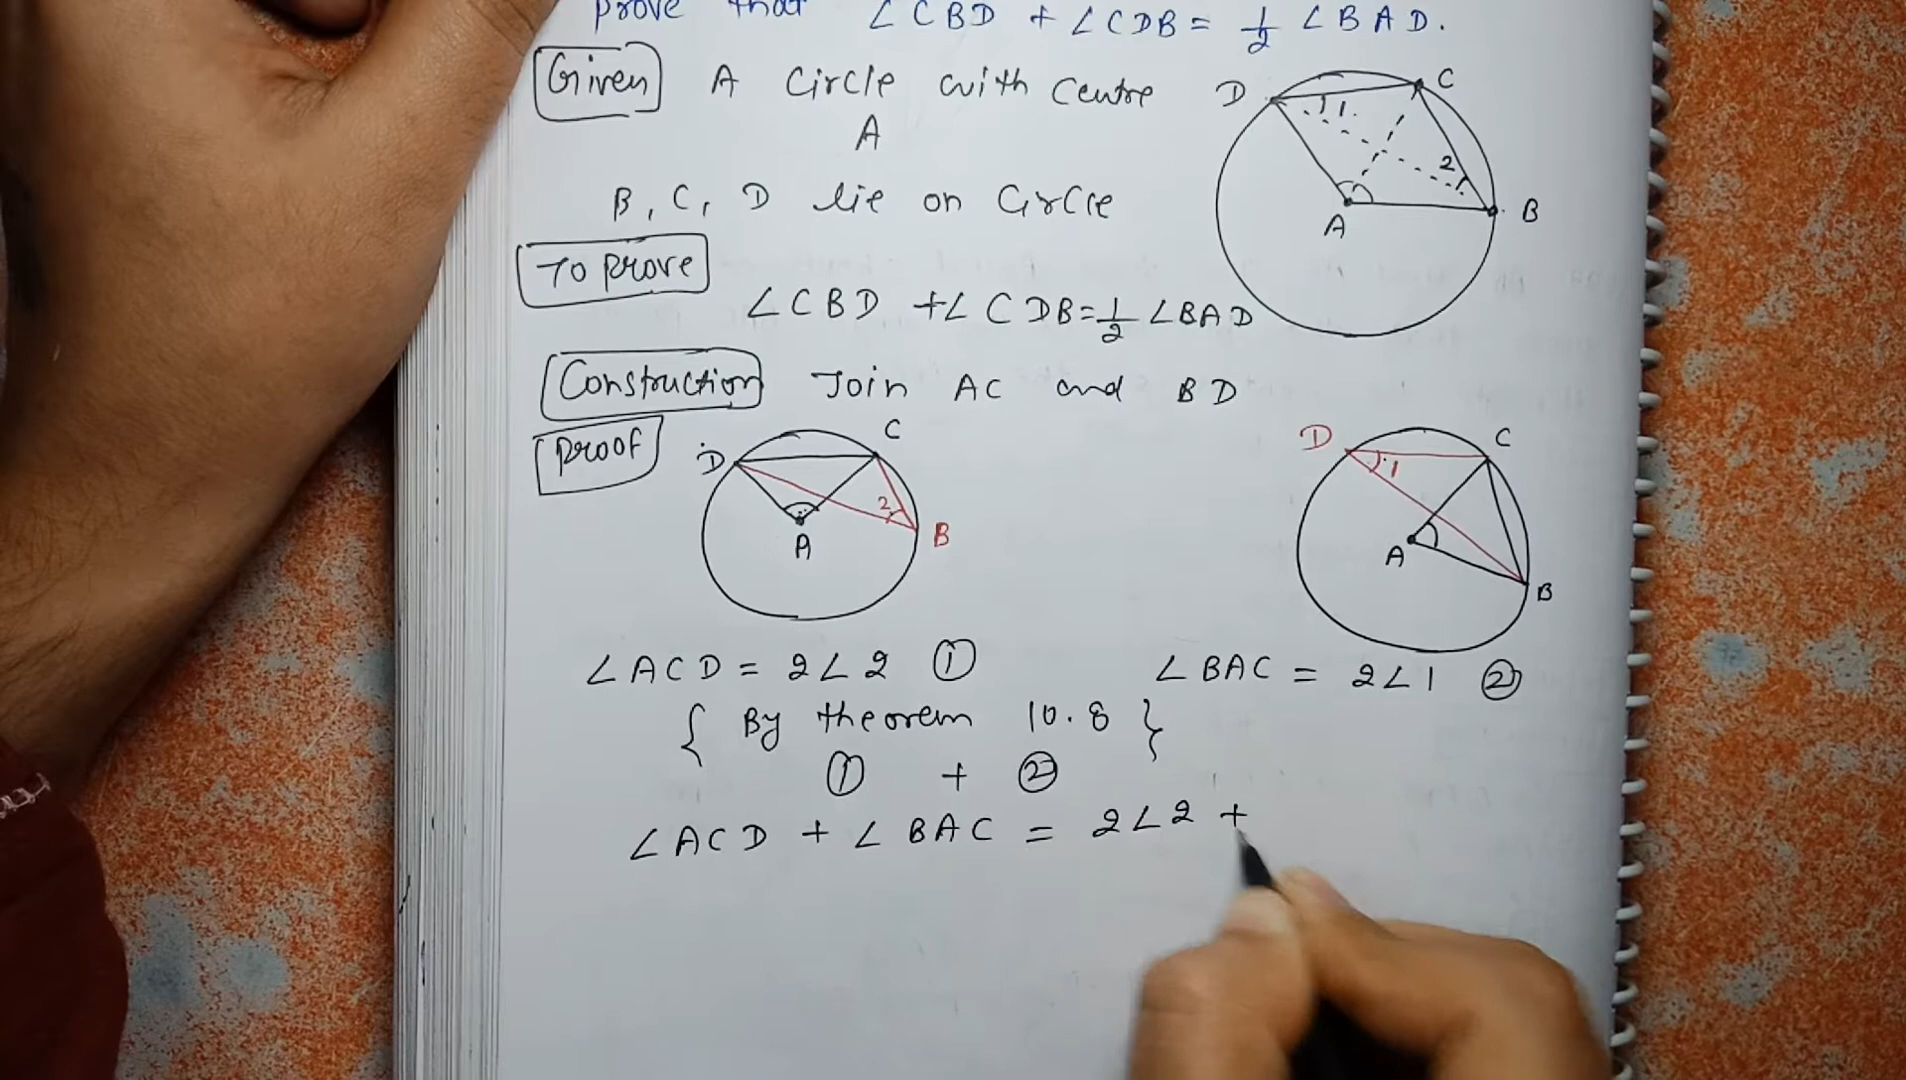 prove that ∠CBD + ∠CDB = 1/2 ∠BAD.
Given A Circle with Centre
A
B, C, D lie on Circle
D C
1.
2
A B
To prove
∠CBD + ∠CDB = 1/2 ∠BAD
Construction Join AC and BD
Proof
D C
2
A B
D C
1
A B
∠ACD = 2∠2 ① ∠BAC = 2∠1 ②
{ By theorem 10.8 }
① + ②
∠ACD + ∠BAC = 2∠2 +